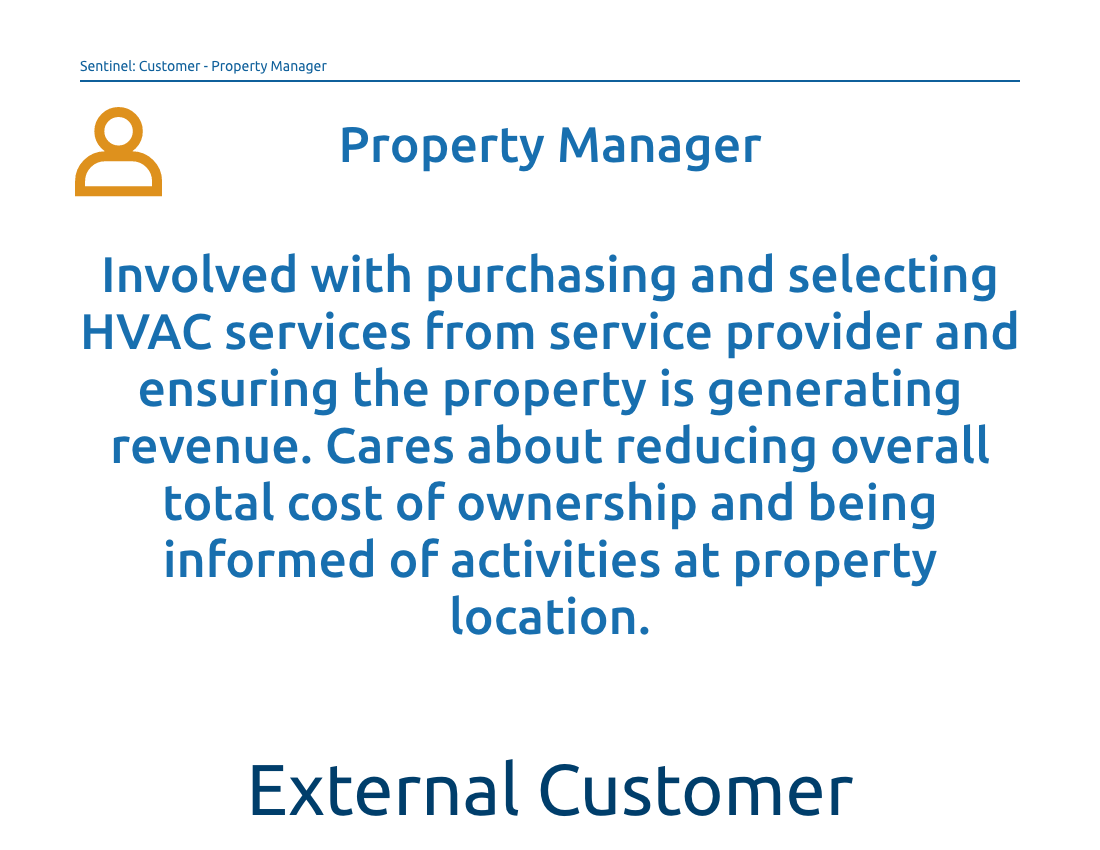 Sentinel: Customer - Property Manager
Property Manager
Involved with purchasing and selecting
HVAC services from service provider and
ensuring the property is generating
revenue. Cares about reducing overall
total cost of ownership and being
informed of activities at property
location.
External Customer